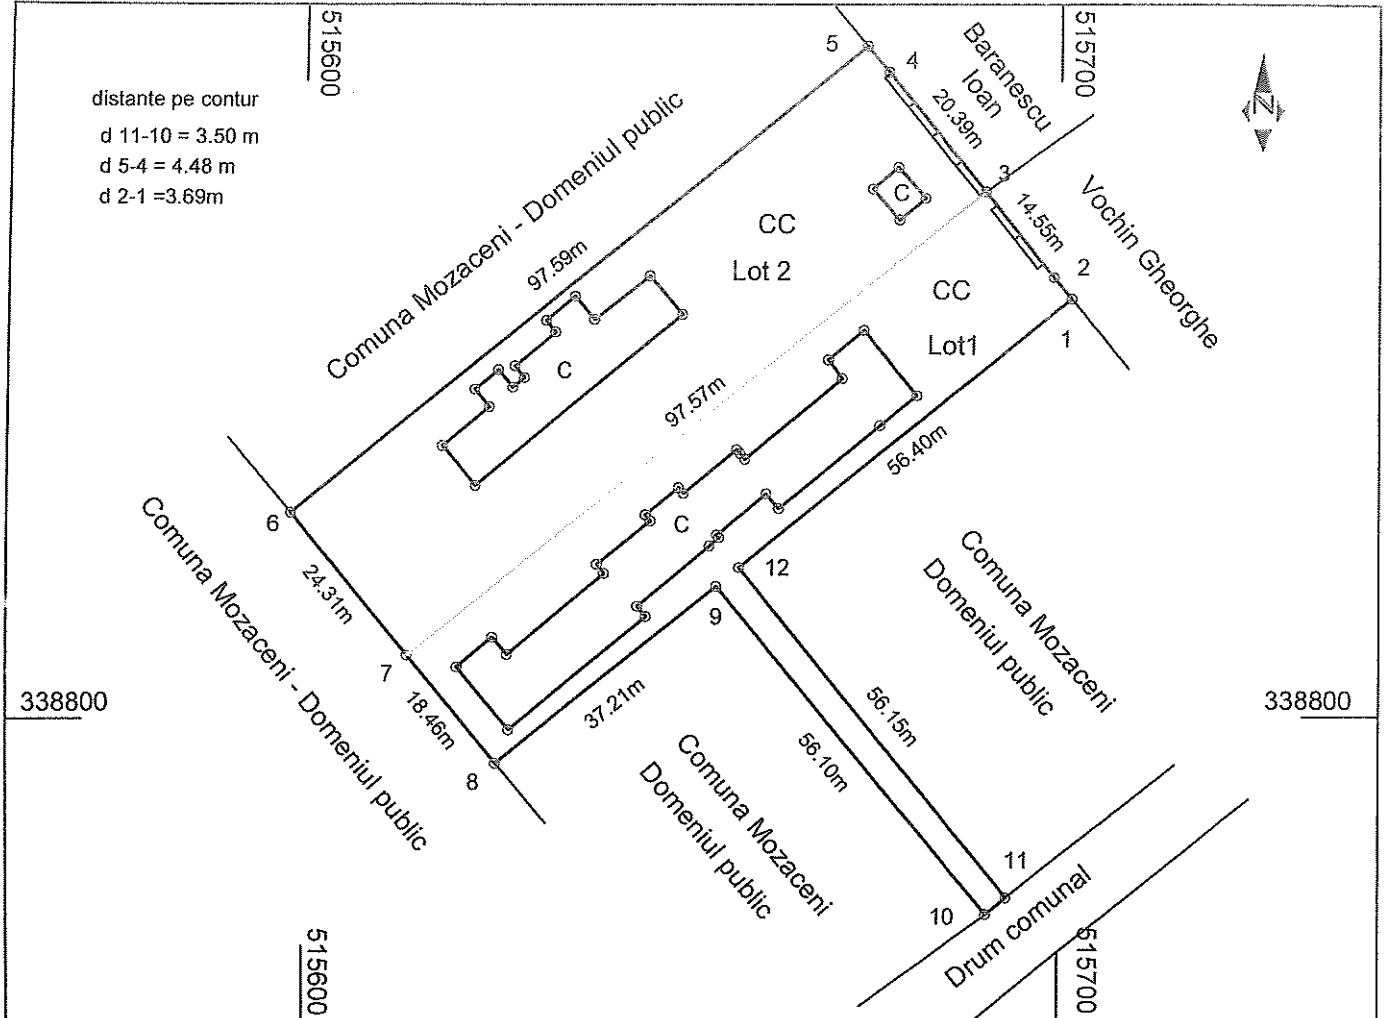 515600
515700
5
4
Baranescu
Ioan
20.39m
N
distante pe contur
d 11-10 = 3.50 m
d 5-4 = 4.48 m
d 2-1 =3.69m
Comuna Mozaceni - Domeniul public
97.59m
C
3
14.55m
Vochin Gheorghe
CC
Lot 2
2
CC
Lot1
1
C
97.57m
56.40m
6
C
12
9
24.31m
Comuna Mozaceni - Domeniul public
7
18.46m
37.21m
8
Comuna Mozaceni
Domeniul public
56.15m
56.10m
338800
338800
Comuna Mozaceni
Domeniul public
11
10
Drum comunal
515600
515700